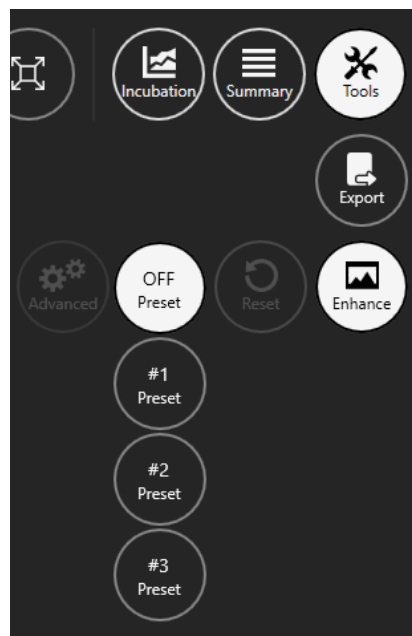 Incubation
Summary
Tools
Export
Advanced
OFF
Preset
Reset
Enhance
#1
Preset
#2
Preset
#3
Preset